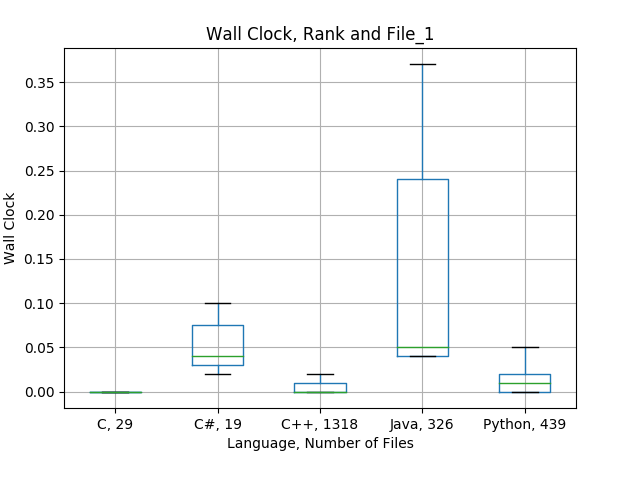 Wall Clock, Rank and File_1
0.35
0.30
0.25
0.20
0.15
0.10
0.05
0.00
Wall Clock
C, 29
C#, 19
C++, 1318
Java, 326
Python, 439
Language, Number of Files